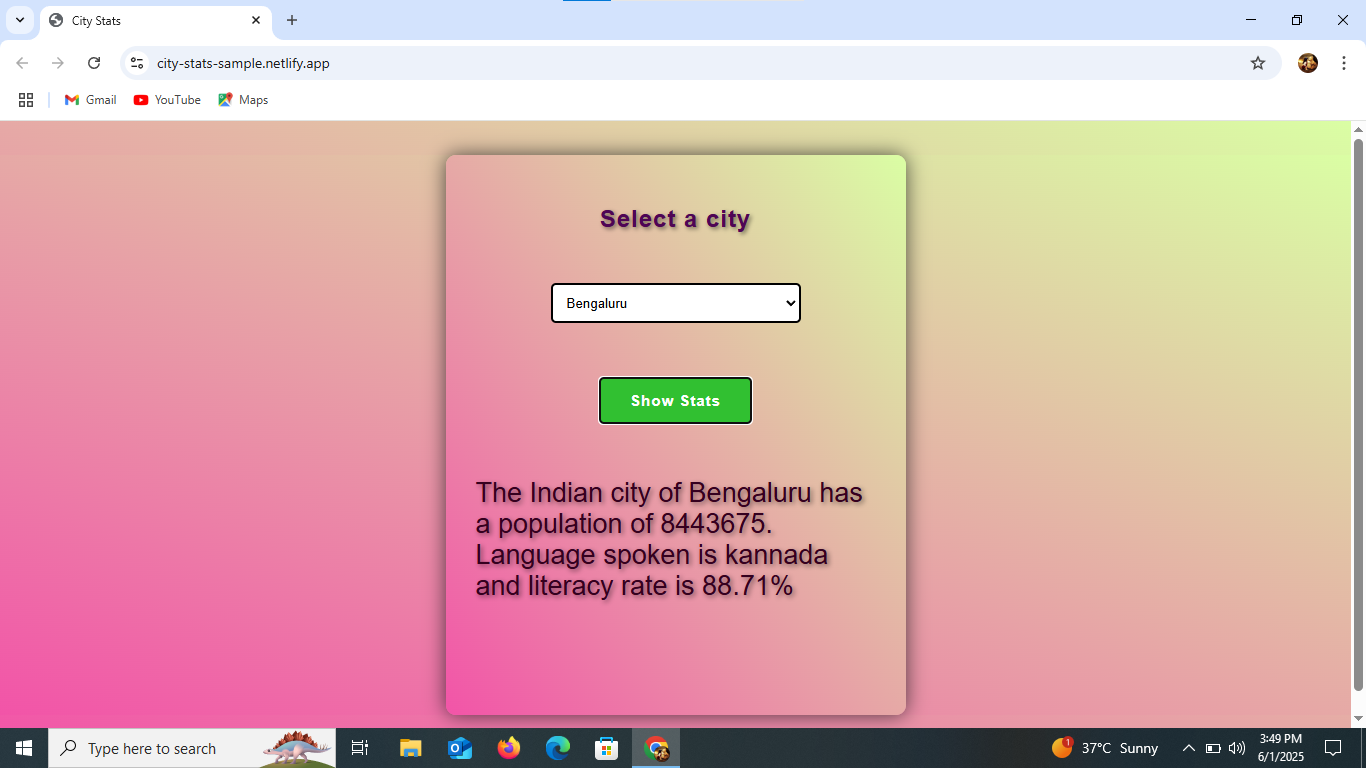 City Stats
city-stats-sample.netlify.app
Gmail YouTube Maps
Select a city
Bengaluru
Show Stats
The Indian city of Bengaluru has
a population of 8443675.
Language spoken is kannada
and literacy rate is 88.71%
Type here to search
1
37°C Sunny
3:49 PM
6/1/2025